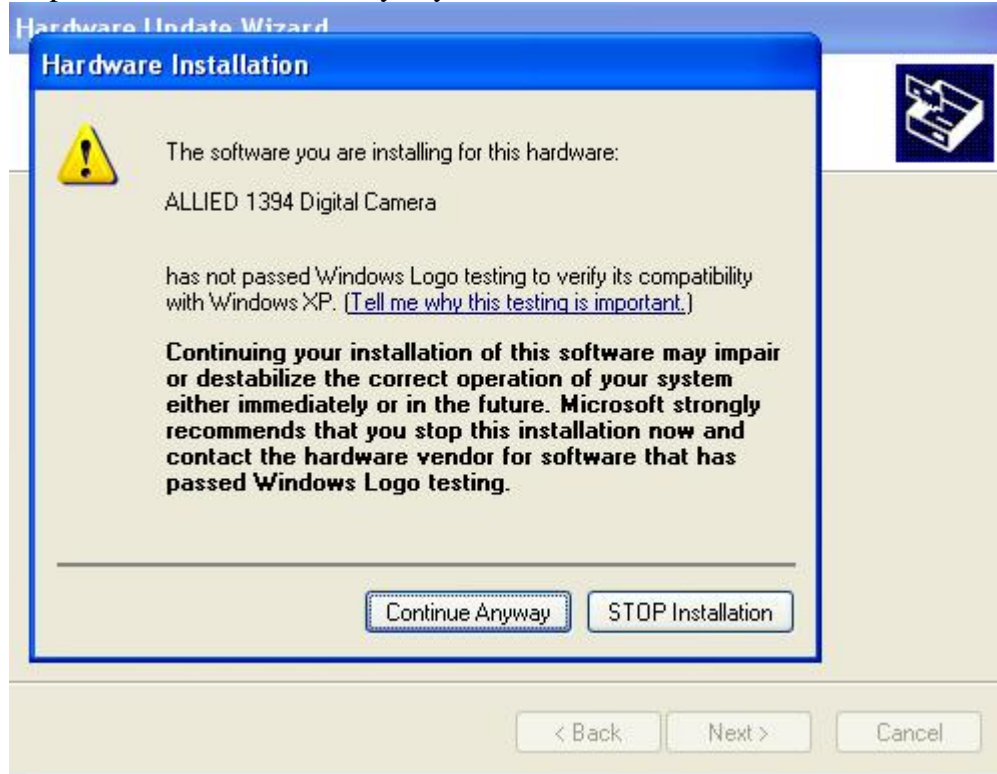 Hardware Update Wizard
Hardware Installation
The software you are installing for this hardware:
ALLIED 1394 Digital Camera
has not passed Windows Logo testing to verify its compatibility
with Windows XP. (Tell me why this testing is important.)
Continuing your installation of this software may impair
or destabilize the correct operation of your system
either immediately or in the future. Microsoft strongly
recommends that you stop this installation now and
contact the hardware vendor for software that has
passed Windows Logo testing.
Continue Anyway STOP Installation
< Back Next > Cancel